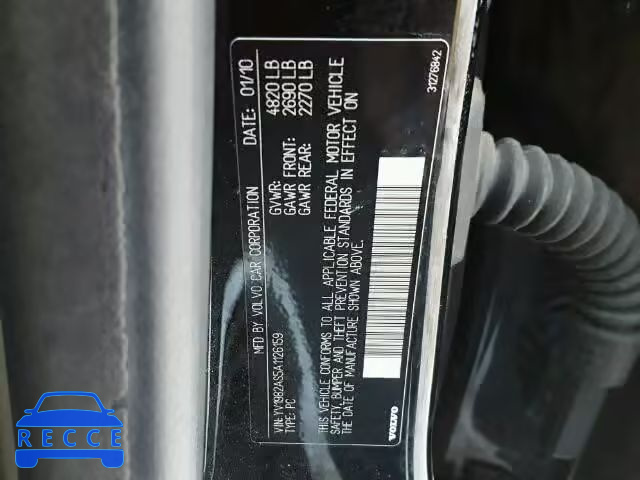 MFD BY VOLVO CAR CORPORATION DATE: 01/10
GVWR: 4820 LB
GAWR FRONT: 2690 LB
GAWR REAR: 2270 LB
VIN: YV1982AS5A1126159
TYPE: PC
THIS VEHICLE CONFORMS TO ALL APPLICABLE FEDERAL MOTOR VEHICLE
SAFETY, BUMPER AND THEFT PREVENTION STANDARDS IN EFFECT ON
THE DATE OF MANUFACTURE SHOWN ABOVE.
VOLVO
31276842
RECCE